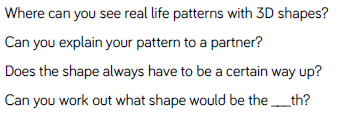 Where can you see real life patterns with 3D shapes?
Can you explain your pattern to a partner?
Does the shape always have to be a certain way up?
Can you work out what shape would be the ___th?